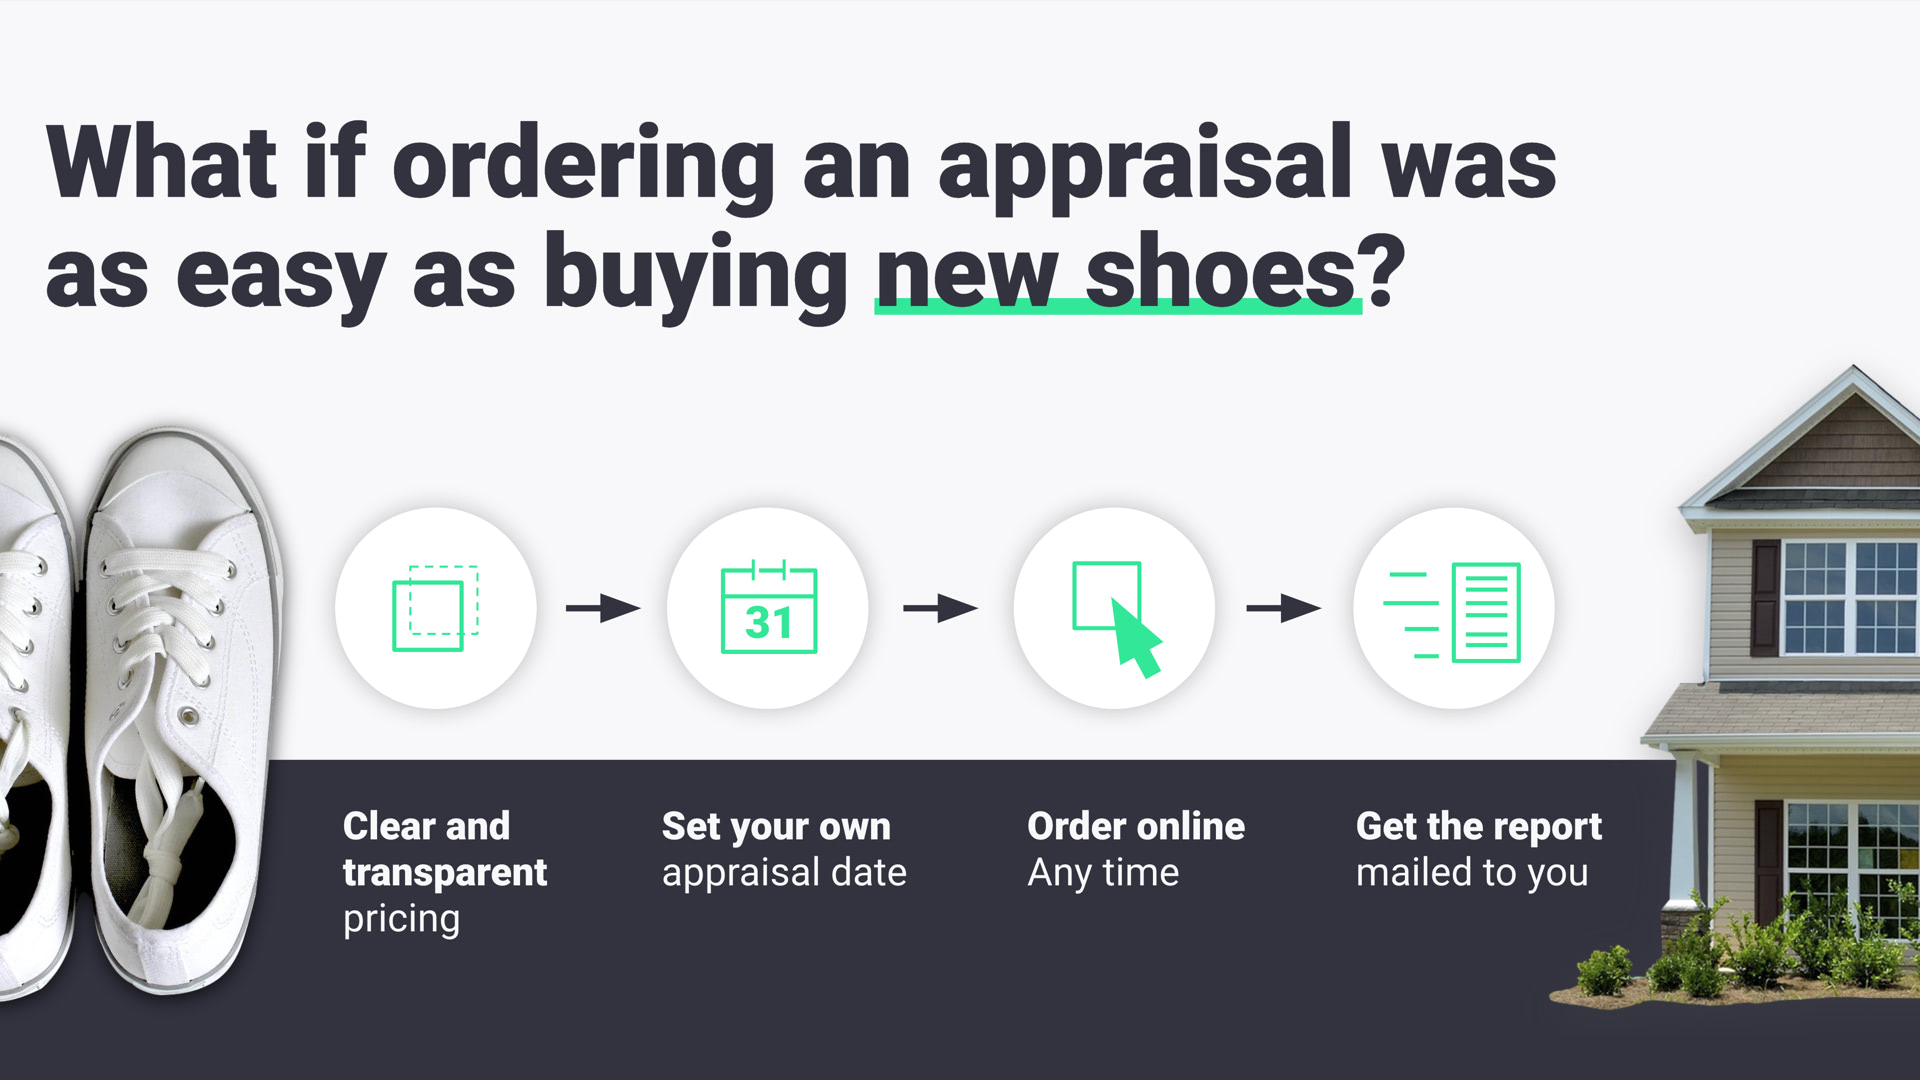 What if ordering an appraisal was
as easy as buying new shoes?
31
Clear and
transparent
pricing
Set your own
appraisal date
Order online
Any time
Get the report
mailed to you